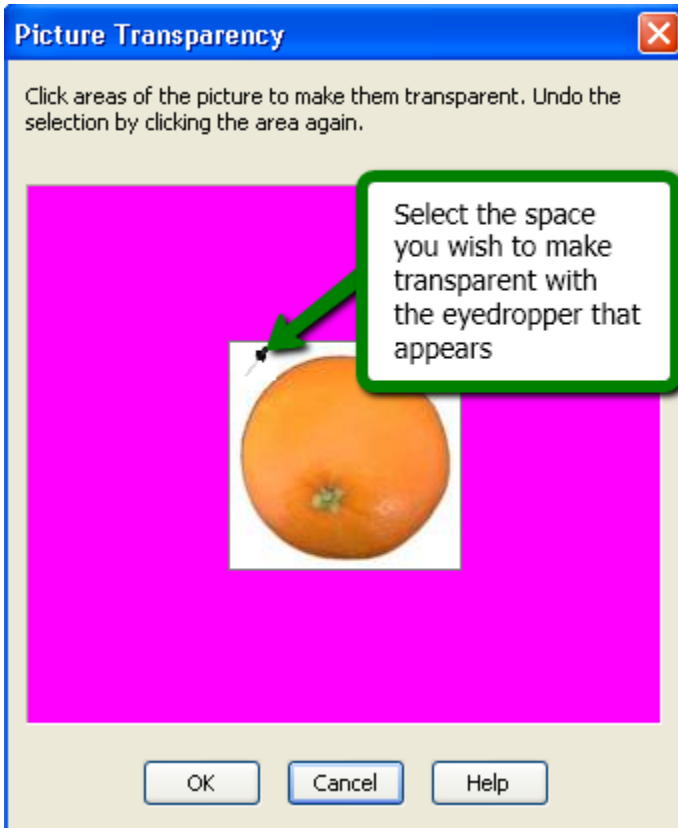 Picture Transparency
Click areas of the picture to make them transparent. Undo the
selection by clicking the area again.
Select the space
you wish to make
transparent with
the eyedropper that
appears
OK
Cancel
Help